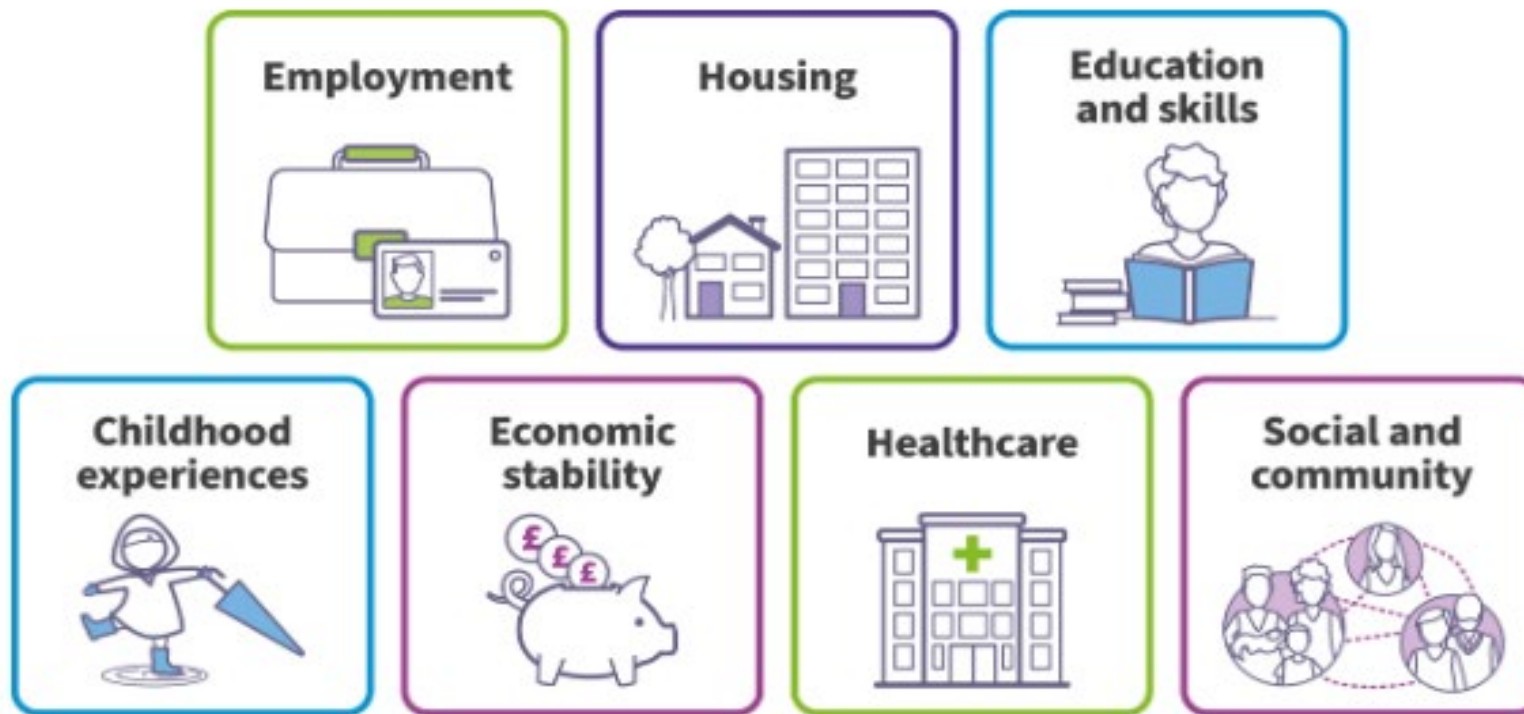 Employment
Housing
Education
and skills
Childhood
experiences
Economic
stability
£
£
£
Healthcare
Social and
community